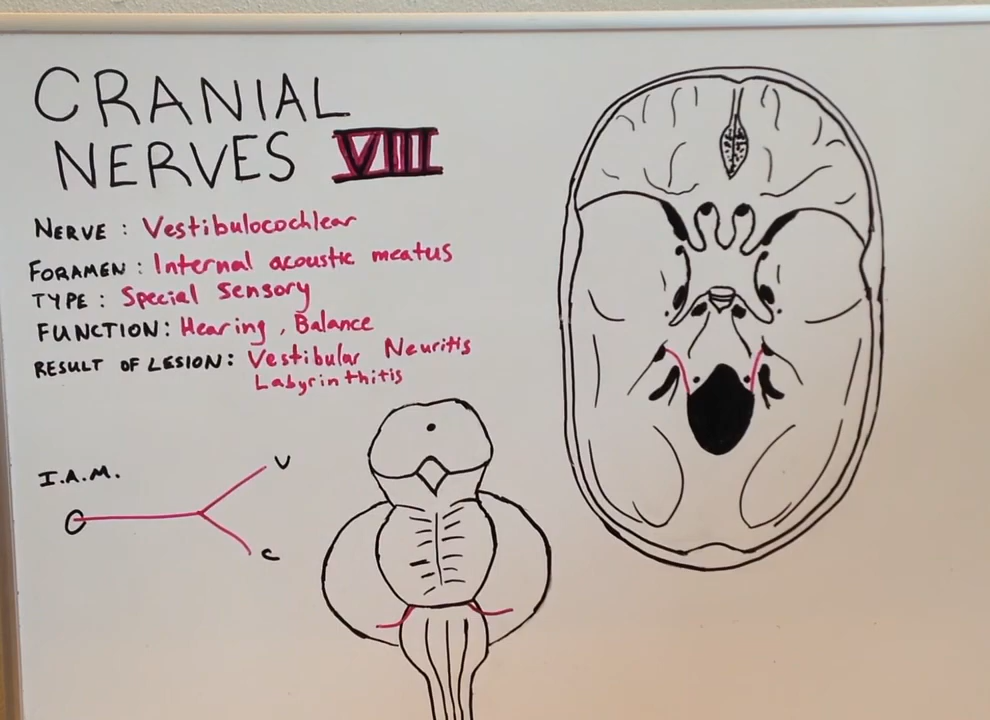 CRANIAL
NERVES VIII
NERVE : Vestibulocochlear
FORAMEN : Internal acoustic meatus
TYPE : Special Sensory
FUNCTION : Hearing , Balance
RESULT OF LESION : Vestibular Neuritis
Labyrinthitis
I.A.M.
V
C